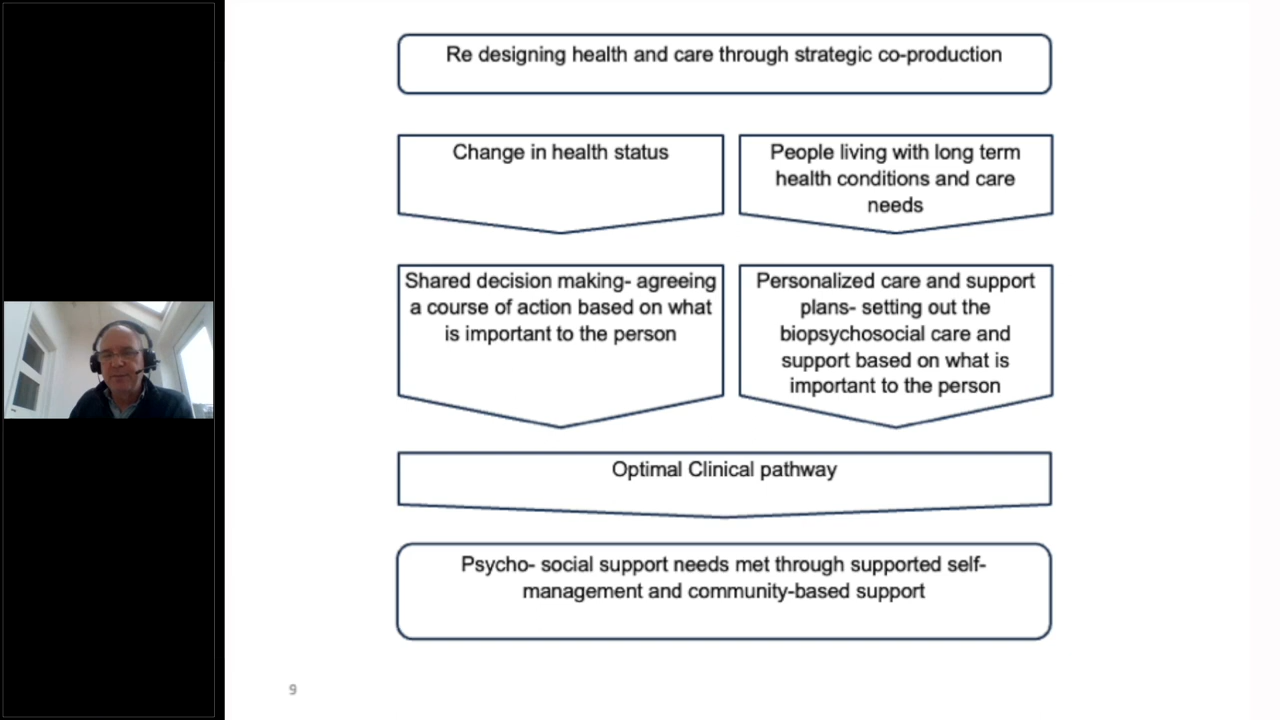 Re designing health and care through strategic co-production
Change in health status
People living with long term
health conditions and care
needs
Shared decision making- agreeing
a course of action based on what
is important to the person
Personalized care and support
plans- setting out the
biopsychosocial care and
support based on what is
important to the person
Optimal Clinical pathway
Psycho- social support needs met through supported self-
management and community-based support
9